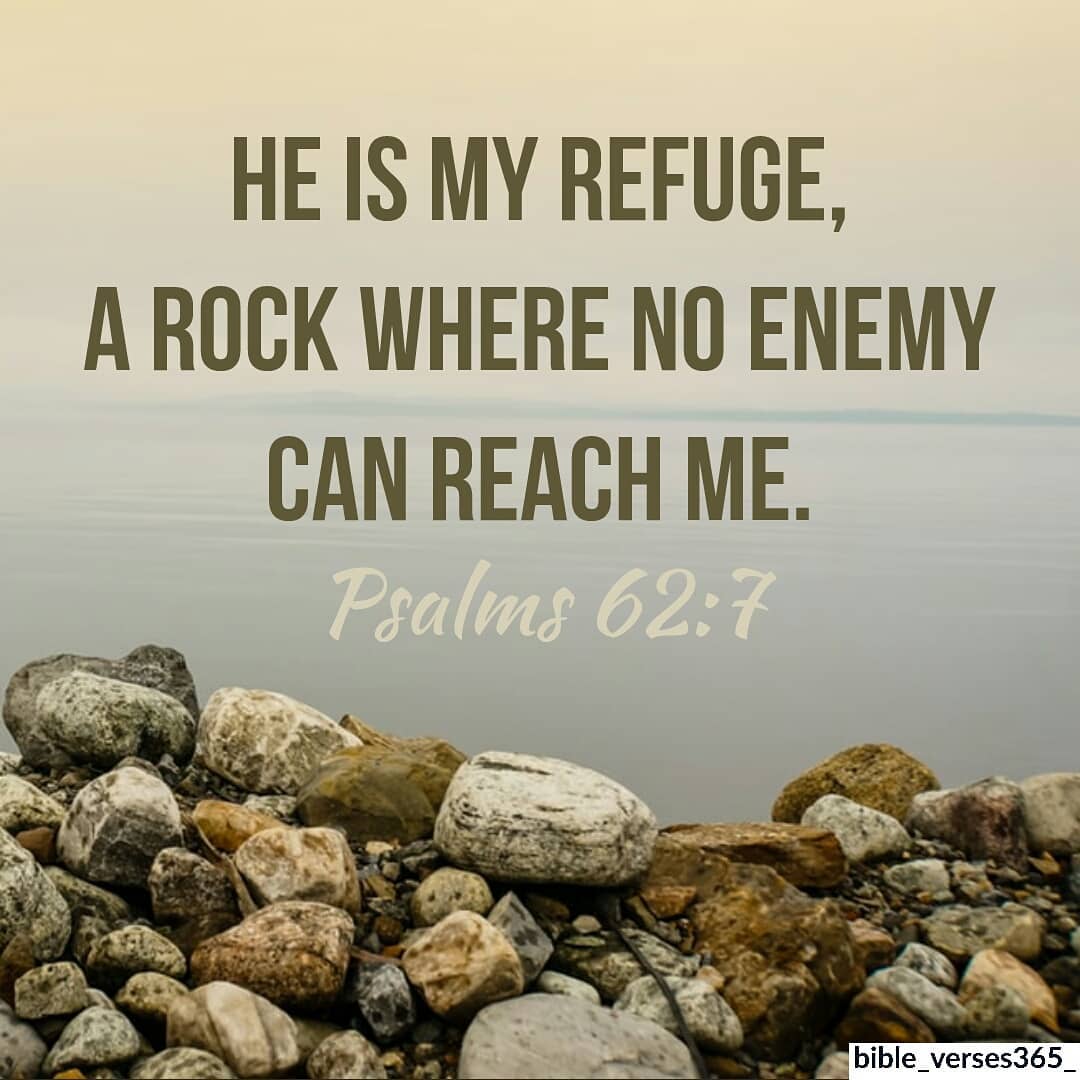 HE IS MY REFUGE,
A ROCK WHERE NO ENEMY
CAN REACH ME.
Psalms 62:7
bible_verses365_